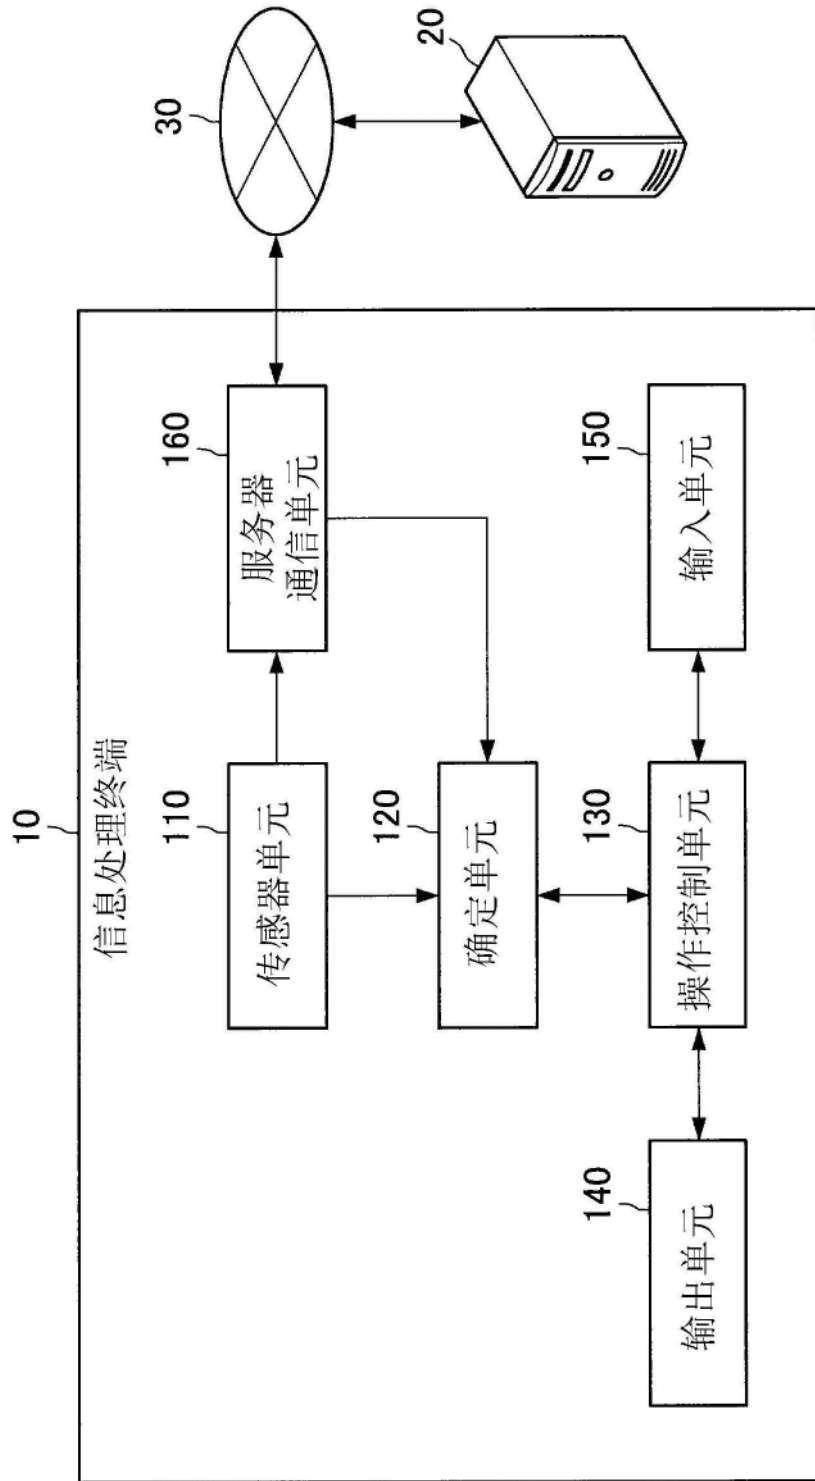 10
信息处理终端
110
传感器单元
160
服务器
通信单元
30
120
确定单元
20
140
输出单元
130
操作控制单元
150
输入单元